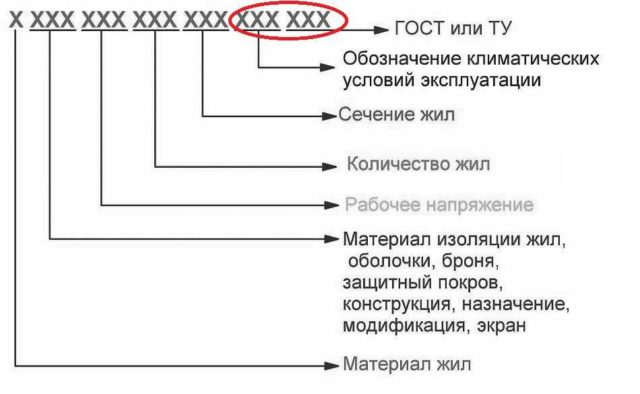 X XXX XXX XXX XXX XXX XXX
ГОСТ или ТУ
Обозначение климатических
условий эксплуатации
Сечение жил
Количество жил
Рабочее напряжение
Материал изоляции жил,
оболочки, броня,
защитный покров,
конструкция, назначение,
модификация, экран
Материал жил